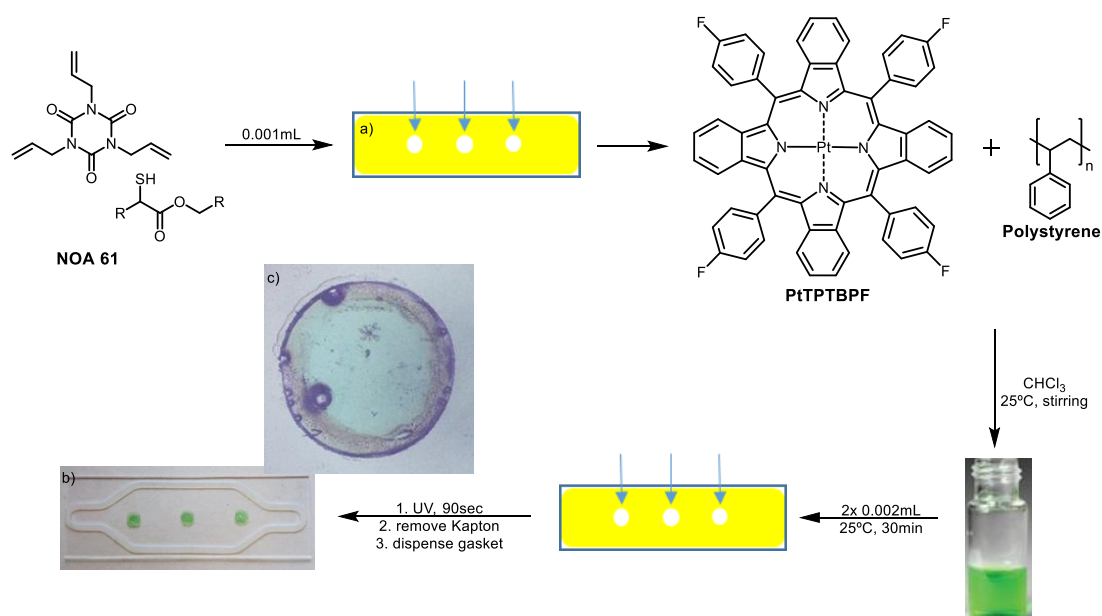 F
F
O
N
N
O
N
O
SH
R
O
R
O
NOA 61
0.001mL
a)
N
N
Pt
N
N
F
F
PtTPTBPF
+
n
Polystyrene
CHCl3
25ºC, stirring
2x 0.002mL
25ºC, 30min
1. UV, 90sec
2. remove Kapton
3. dispense gasket
b)
c)